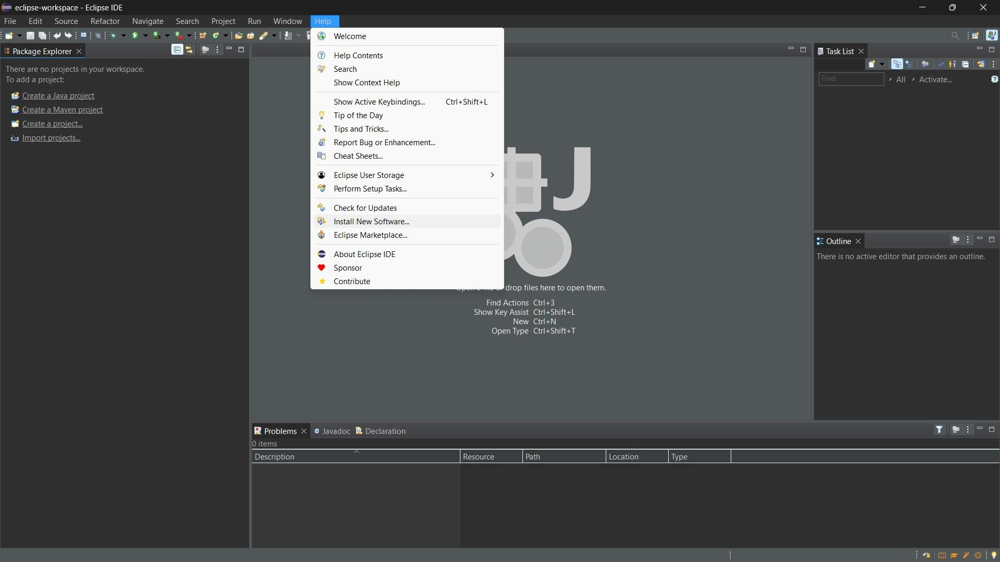 eclipse-workspace - Eclipse IDE
File Edit Source Refactor Navigate Search Project Run Window Help
Package Explorer
There are no projects in your workspace.
To add a project:
Create a Java project
Create a Maven project
Create a project...
Import projects...
Welcome
Help Contents
Search
Show Context Help
Show Active Keybindings... Ctrl+Shift+L
Tip of the Day
Tips and Tricks...
Report Bug or Enhancement...
Cheat Sheets...
Eclipse User Storage
Perform Setup Tasks...
Check for Updates
Install New Software...
Eclipse Marketplace...
About Eclipse IDE
Sponsor
Contribute
drop files here to open them.
Find Actions Ctrl+3
Show Key Assist Ctrl+Shift+L
New Ctrl+N
Open Type Ctrl+Shift+T
Task List
Find All Activate...
Outline
There is no active editor that provides an outline.
Problems Javadoc Declaration
0 items
Description Resource Path Location Type